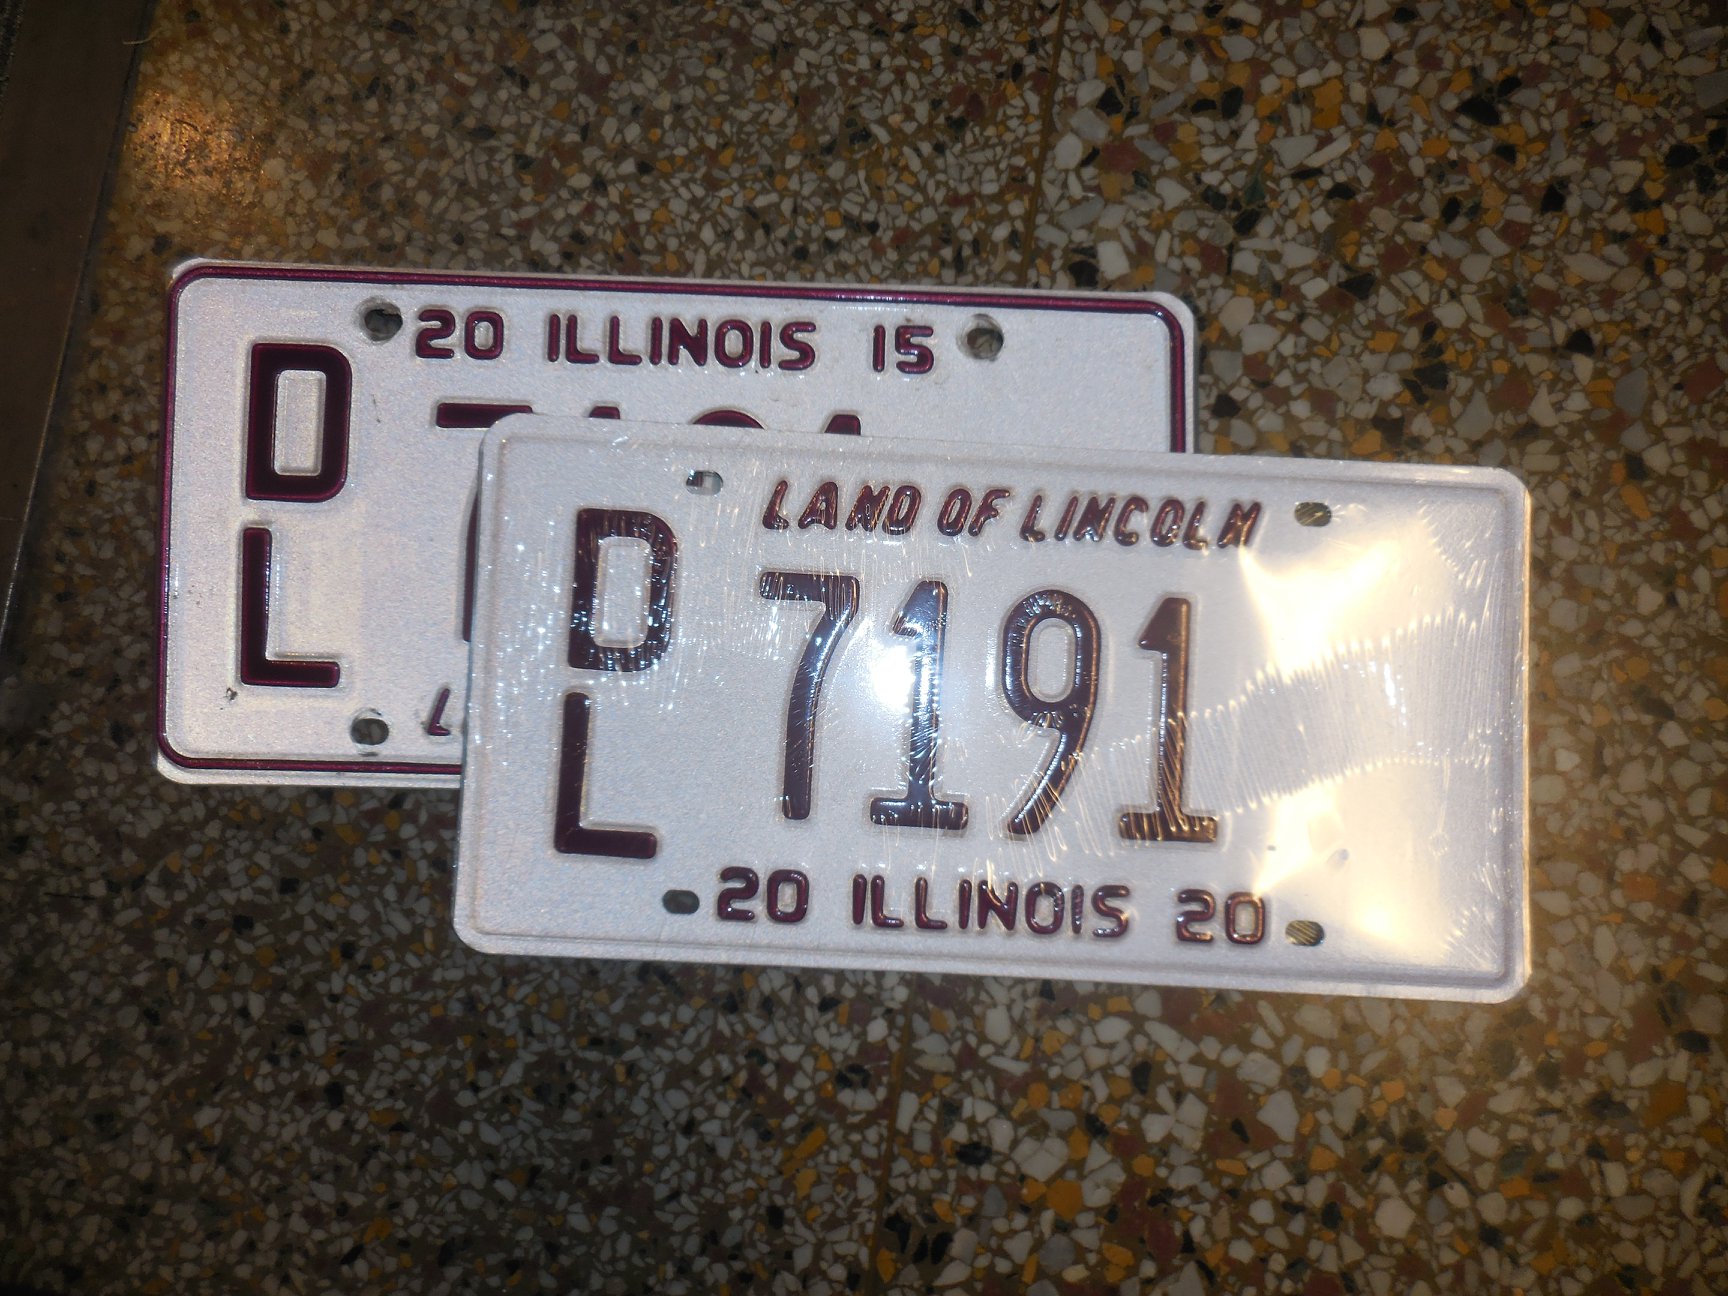 20 ILLINOIS 15
D
L
LAND OF LINCOLN
D
L
7191
20 ILLINOIS 20